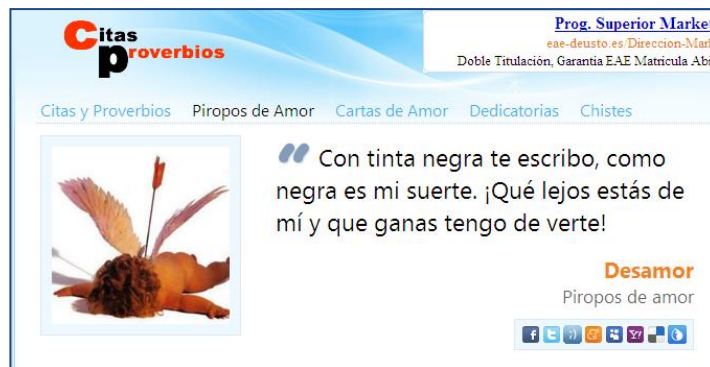 Citas
Proverbios
Prog. Superior Market
eae-deusto.es/Direccion-Mark
Doble Titulación, Garantia EAE Matricula Abi
Citas y Proverbios Piropos de Amor Cartas de Amor Dedicatorias Chistes
“ Con tinta negra te escribo, como
negra es mi suerte. ¡Qué lejos estás de
mí y que ganas tengo de verte!
Desamor
Piropos de amor